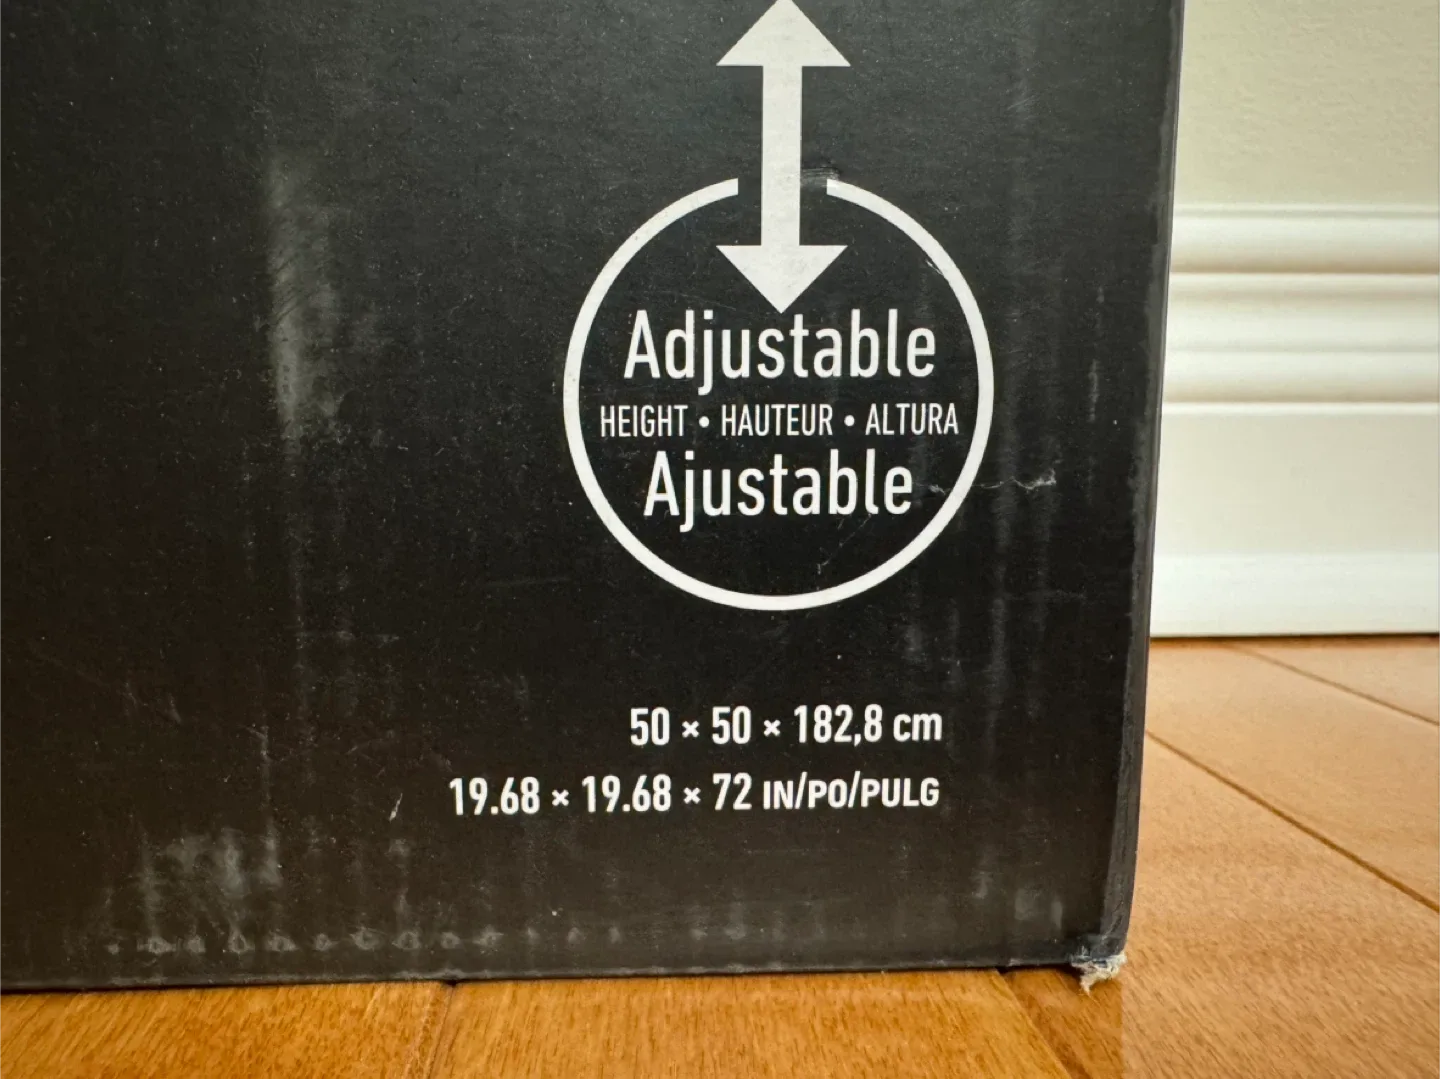 Adjustable
HEIGHT • HAUTEUR • ALTURA
Ajustable
50 × 50 × 182,8 cm
19.68 × 19.68 × 72 IN/PO/PULG